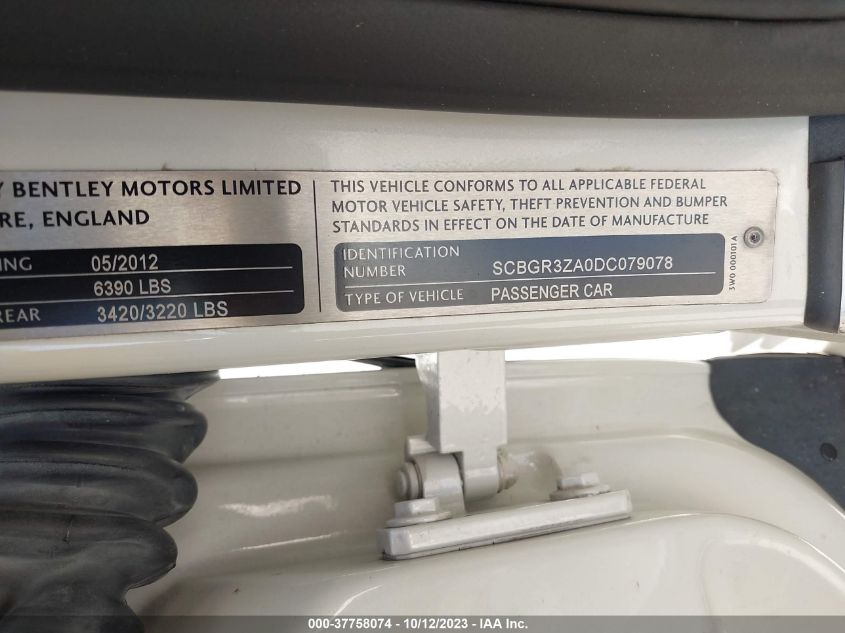 Y BENTLEY MOTORS LIMITED
RE, ENGLAND
ING 05/2012
6390 LBS
REAR 3420/3220 LBS
THIS VEHICLE CONFORMS TO ALL APPLICABLE FEDERAL
MOTOR VEHICLE SAFETY, THEFT PREVENTION AND BUMPER
STANDARDS IN EFFECT ON THE DATE OF MANUFACTURE
IDENTIFICATION
NUMBER SCBGR3ZA0DC079078
TYPE OF VEHICLE PASSENGER CAR
3W0 000101 A
000-37758074 - 10/12/2023 - IAA Inc.